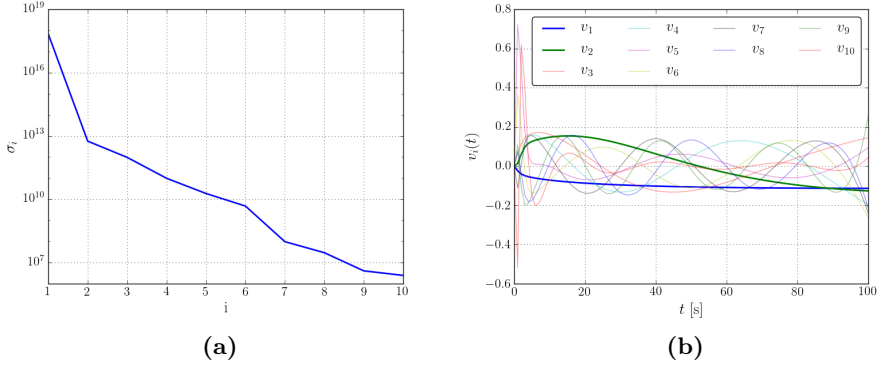 10^19
10^16
10^13
10^10
10^7
σ_i
1 2 3 4 5 6 7 8 9 10
i
(a)
0.8
0.6
0.4
0.2
0.0
−0.2
−0.4
−0.6
v_i(t)
v_1 v_4 v_7 v_9
v_2 v_5 v_8 v_10
v_3 v_6
0 20 40 60 80 100
t [s]
(b)